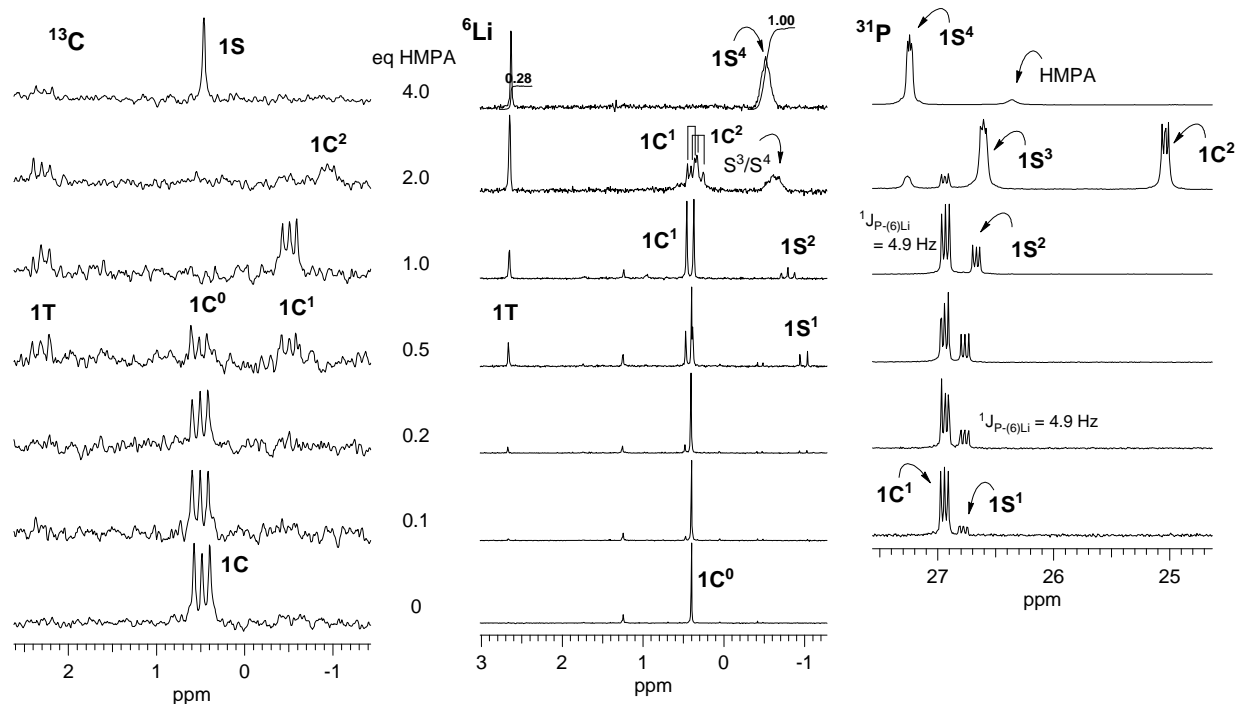 ¹³C
1S
eq HMPA
4.0
1C²
2.0
1.0
1T
1C⁰
1C¹
0.5
0.2
0.1
1C
0
2
1
0
-1
ppm
⁶Li
1.00
1S⁴
0.28
1C¹
1C²
S³/S⁴
1C¹
1S²
1T
1S¹
1C⁰
3
2
1
0
-1
ppm
³¹P
1S⁴
HMPA
1S³
1C²
¹J_P-(6)Li
= 4.9 Hz
1S²
¹J_P-(6)Li = 4.9 Hz
1C¹
1S¹
27
26
25
ppm